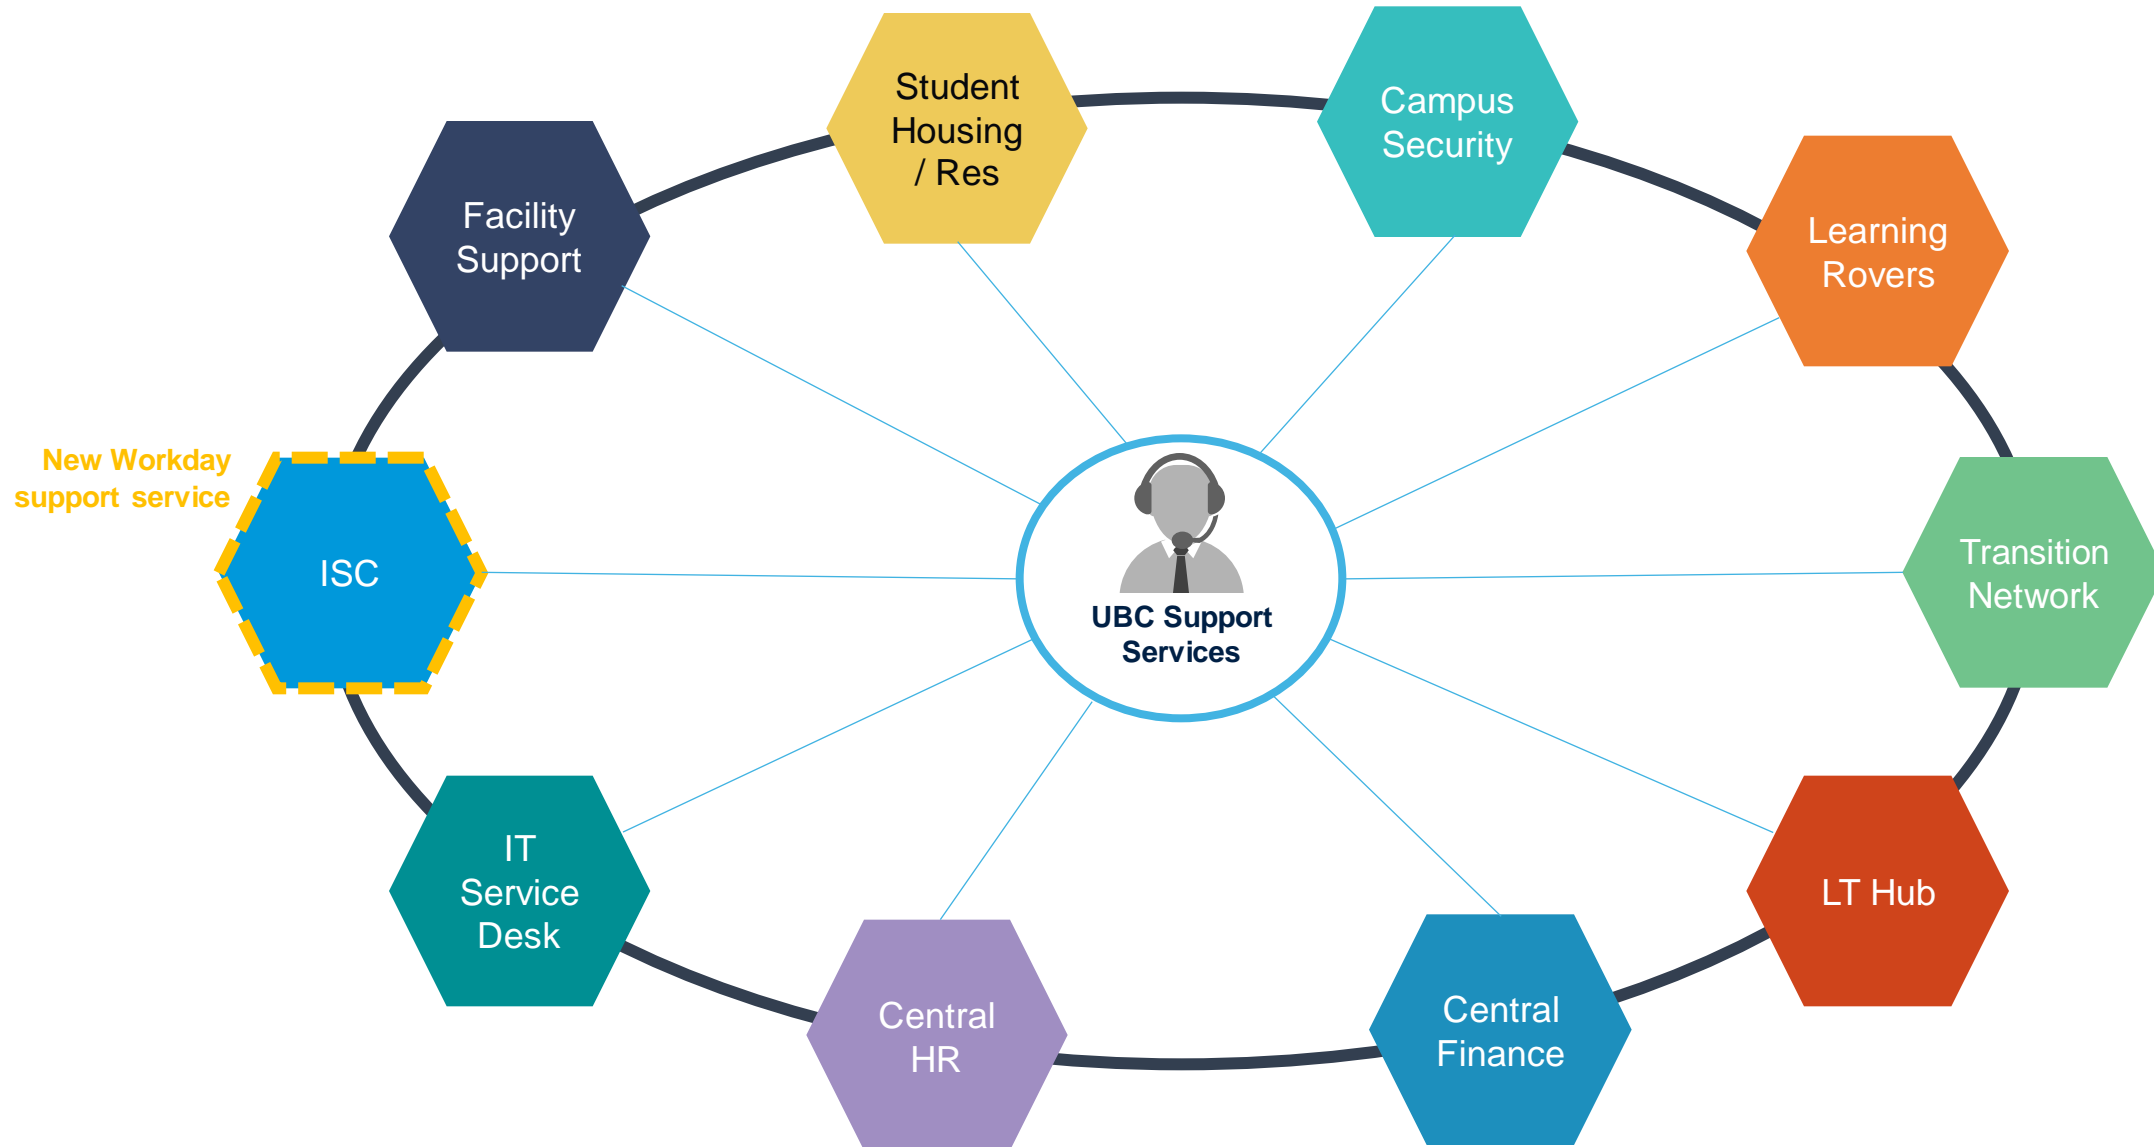 Student
Housing
/ Res
Campus
Security
Facility
Support
Learning
Rovers
New Workday
support service
ISC
UBC Support
Services
Transition
Network
IT
Service
Desk
LT Hub
Central
HR
Central
Finance